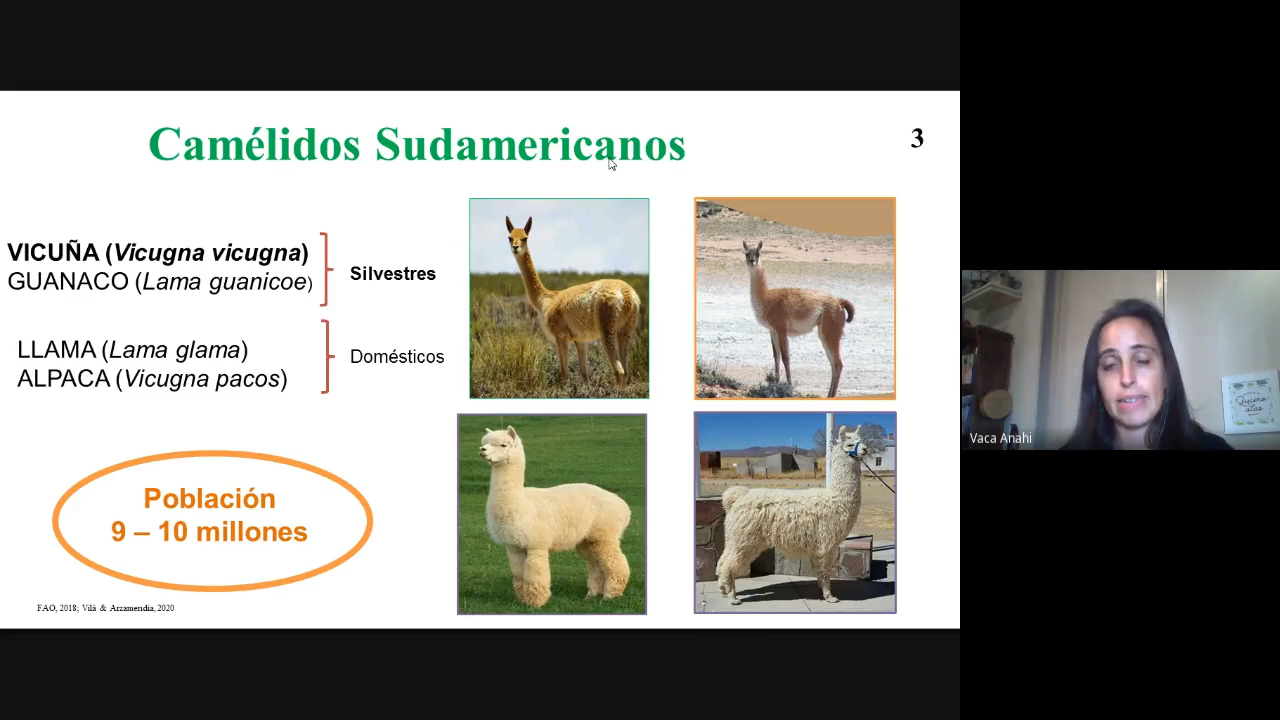 Camélidos Sudamericanos
3
VICUÑA (Vicugna vicugna)
GUANACO (Lama guanicoe)
Silvestres
LLAMA (Lama glama)
ALPACA (Vicugna pacos)
Domésticos
Población
9 – 10 millones
FAO, 2018; Vilá & Arzamendia, 2020
Vaca Anahi
Quiero